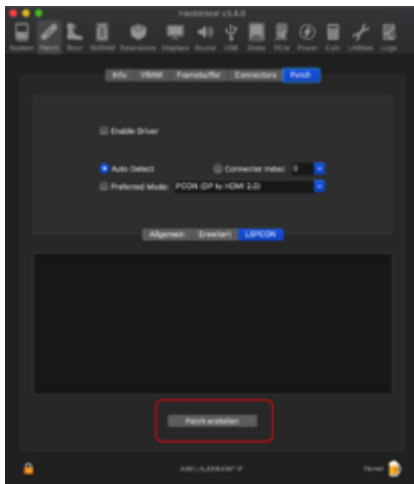 Hackintool v3.4.0
System Patch Boot NVRAM Extensions Displays Sound USB Disks PCIe Power Calc Utilities Logs
Info VRAM Framebuffer Connectors Patch
Enable Driver
Auto Detect Connector Index: 0
Preferred Mode: PCON (DP to HDMI 2.0)
Allgemein Erweitert LSPCON
Patch erstellen
HEADSOFT